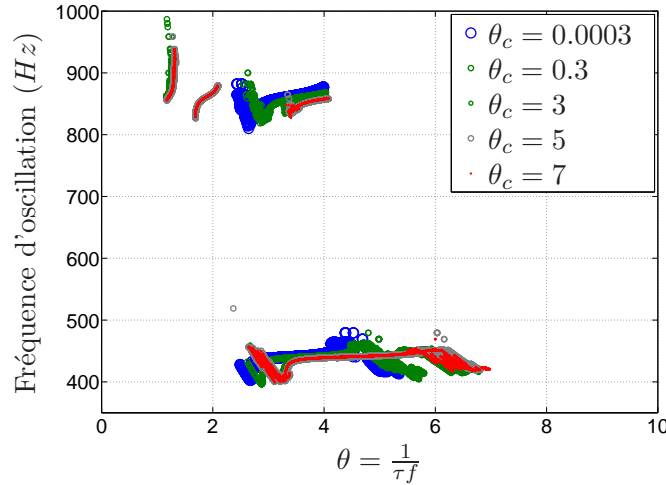 1000
900
800
700
600
500
400
0
2
4
6
8
10
Fréquence d'oscillation (Hz)
θ = 1/τf
θc = 0.0003
θc = 0.3
θc = 3
θc = 5
θc = 7